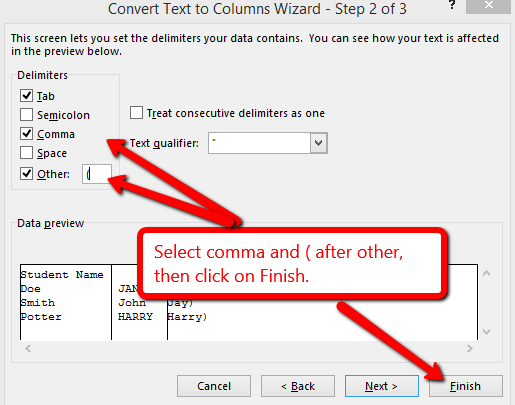 Convert Text to Columns Wizard - Step 2 of 3 ? ×
This screen lets you set the delimiters your data contains. You can see how your text is affected
in the preview below.
Delimiters
Tab
Semicolon
Comma
Space
Other: (
Treat consecutive delimiters as one
Text qualifier: "
Data preview
Select comma and ( after other,
then click on Finish.
Student Name
Doe JAN
Smith John Jay)
Potter HARRY Harry)
Cancel < Back Next > Finish